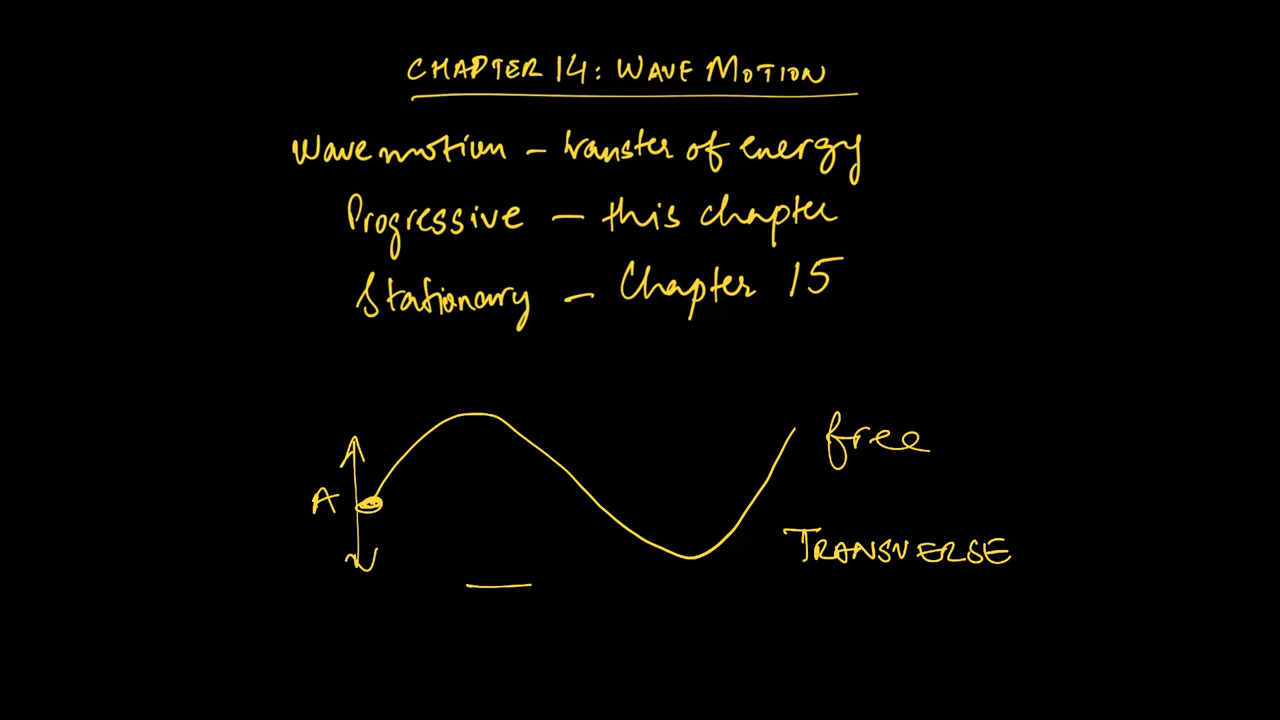 CHAPTER 14: WAVE MOTION
Wave motion – transfer of energy
Progressive – this chapter
Stationary – Chapter 15
free
A
TRANSVERSE